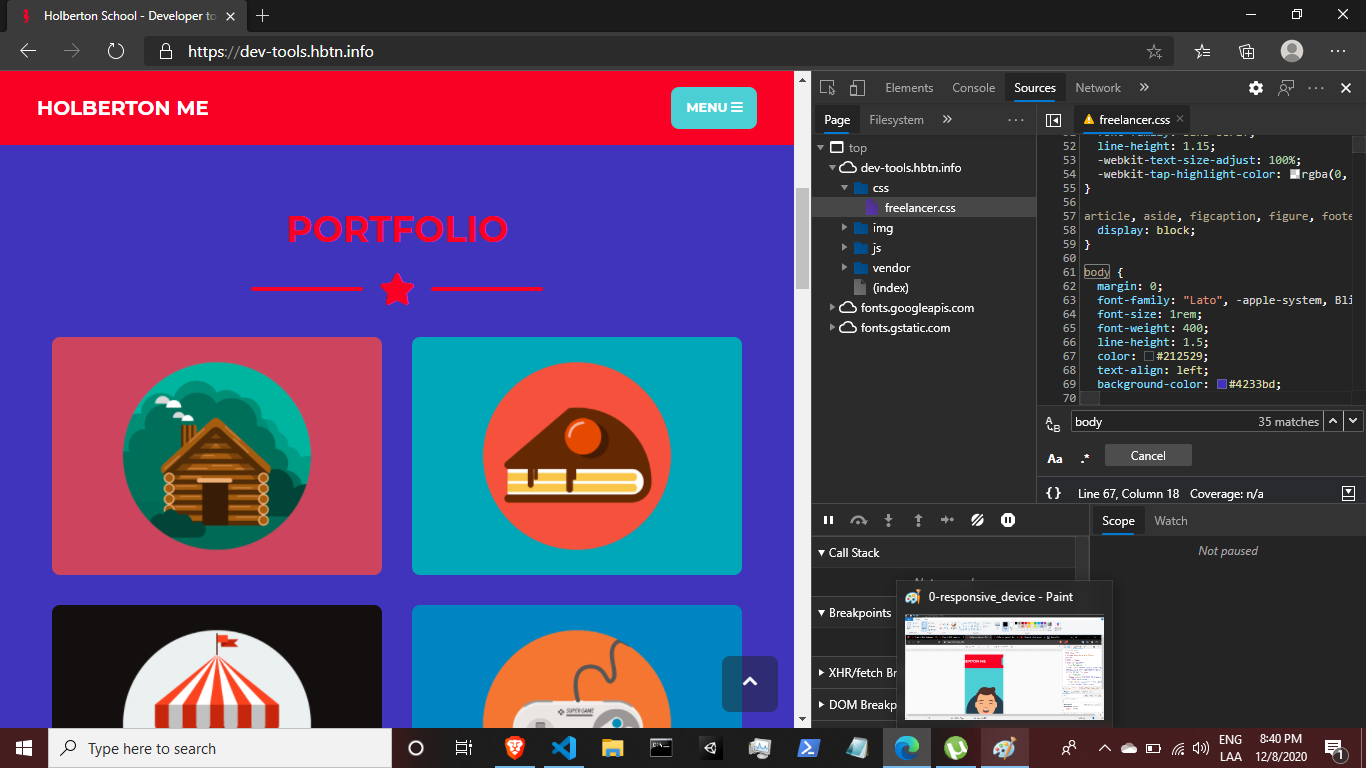 Holberton School - Developer to
https://dev-tools.hbtn.info
HOLBERTON ME
MENU
PORTFOLIO
SUPER GAME
Elements Console Sources Network
Page Filesystem
top
dev-tools.hbtn.info
css
freelancer.css
img
js
vendor
(index)
fonts.googleapis.com
fonts.gstatic.com
freelancer.css
52 line-height: 1.15;
53 -webkit-text-size-adjust: 100%;
54 -webkit-tap-highlight-color: rgba(0,
55 }
56
57 article, aside, figcaption, figure, foote
58 display: block;
59 }
60
61 body {
62 margin: 0;
63 font-family: "Lato", -apple-system, Bli
64 font-size: 1rem;
65 font-weight: 400;
66 line-height: 1.5;
67 color: #212529;
68 text-align: left;
69 background-color: #4233bd;
70
body 35 matches
Aa .* Cancel
{} Line 67, Column 18 Coverage: n/a
Scope Watch
Not paused
Call Stack
Breakpoints
XHR/fetch Br
DOM Breakp
0-responsive_device - Paint
BERTON ME
Type here to search
ENG
LAA
8:40 PM
12/8/2020
1